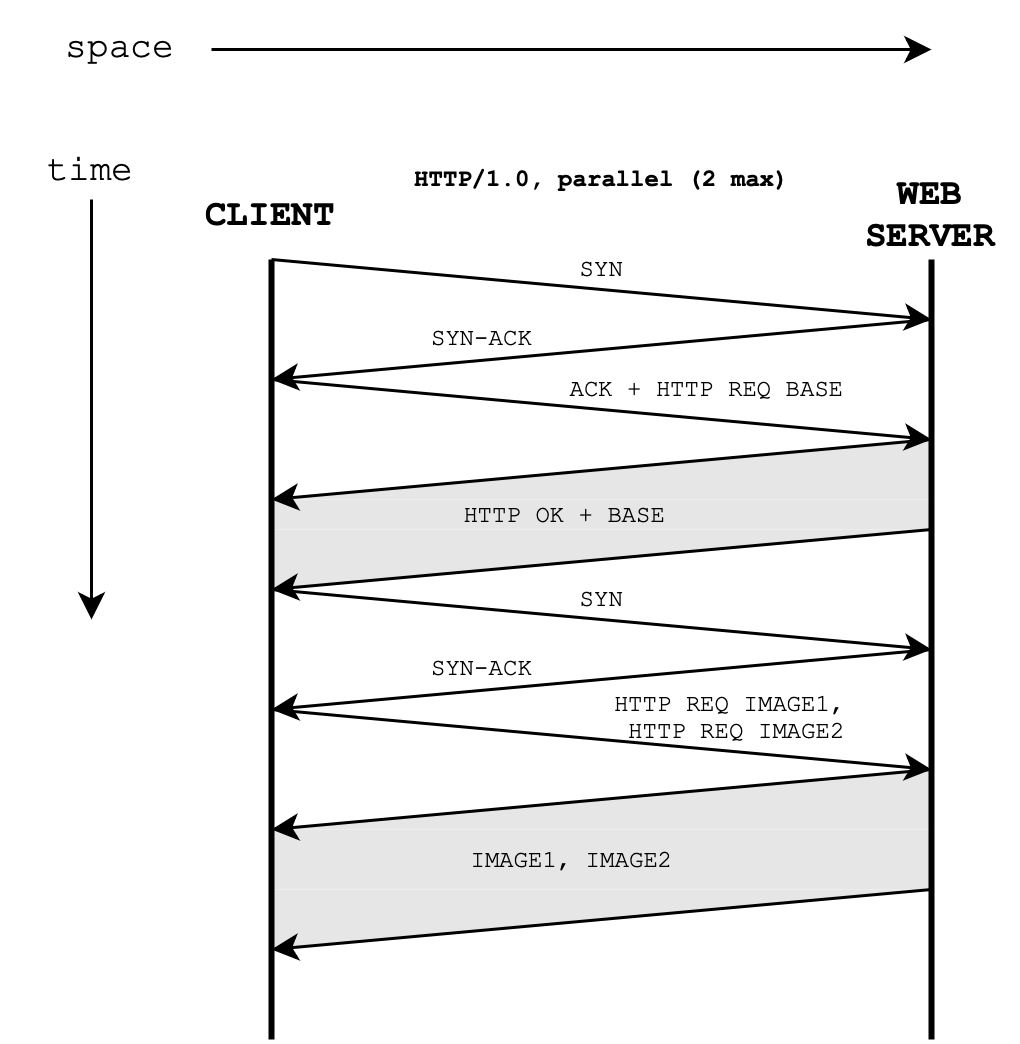 space
time
HTTP/1.0, parallel (2 max)
CLIENT
WEB
SERVER
SYN
SYN-ACK
ACK + HTTP REQ BASE
HTTP OK + BASE
SYN
SYN-ACK
HTTP REQ IMAGE1,
HTTP REQ IMAGE2
IMAGE1, IMAGE2